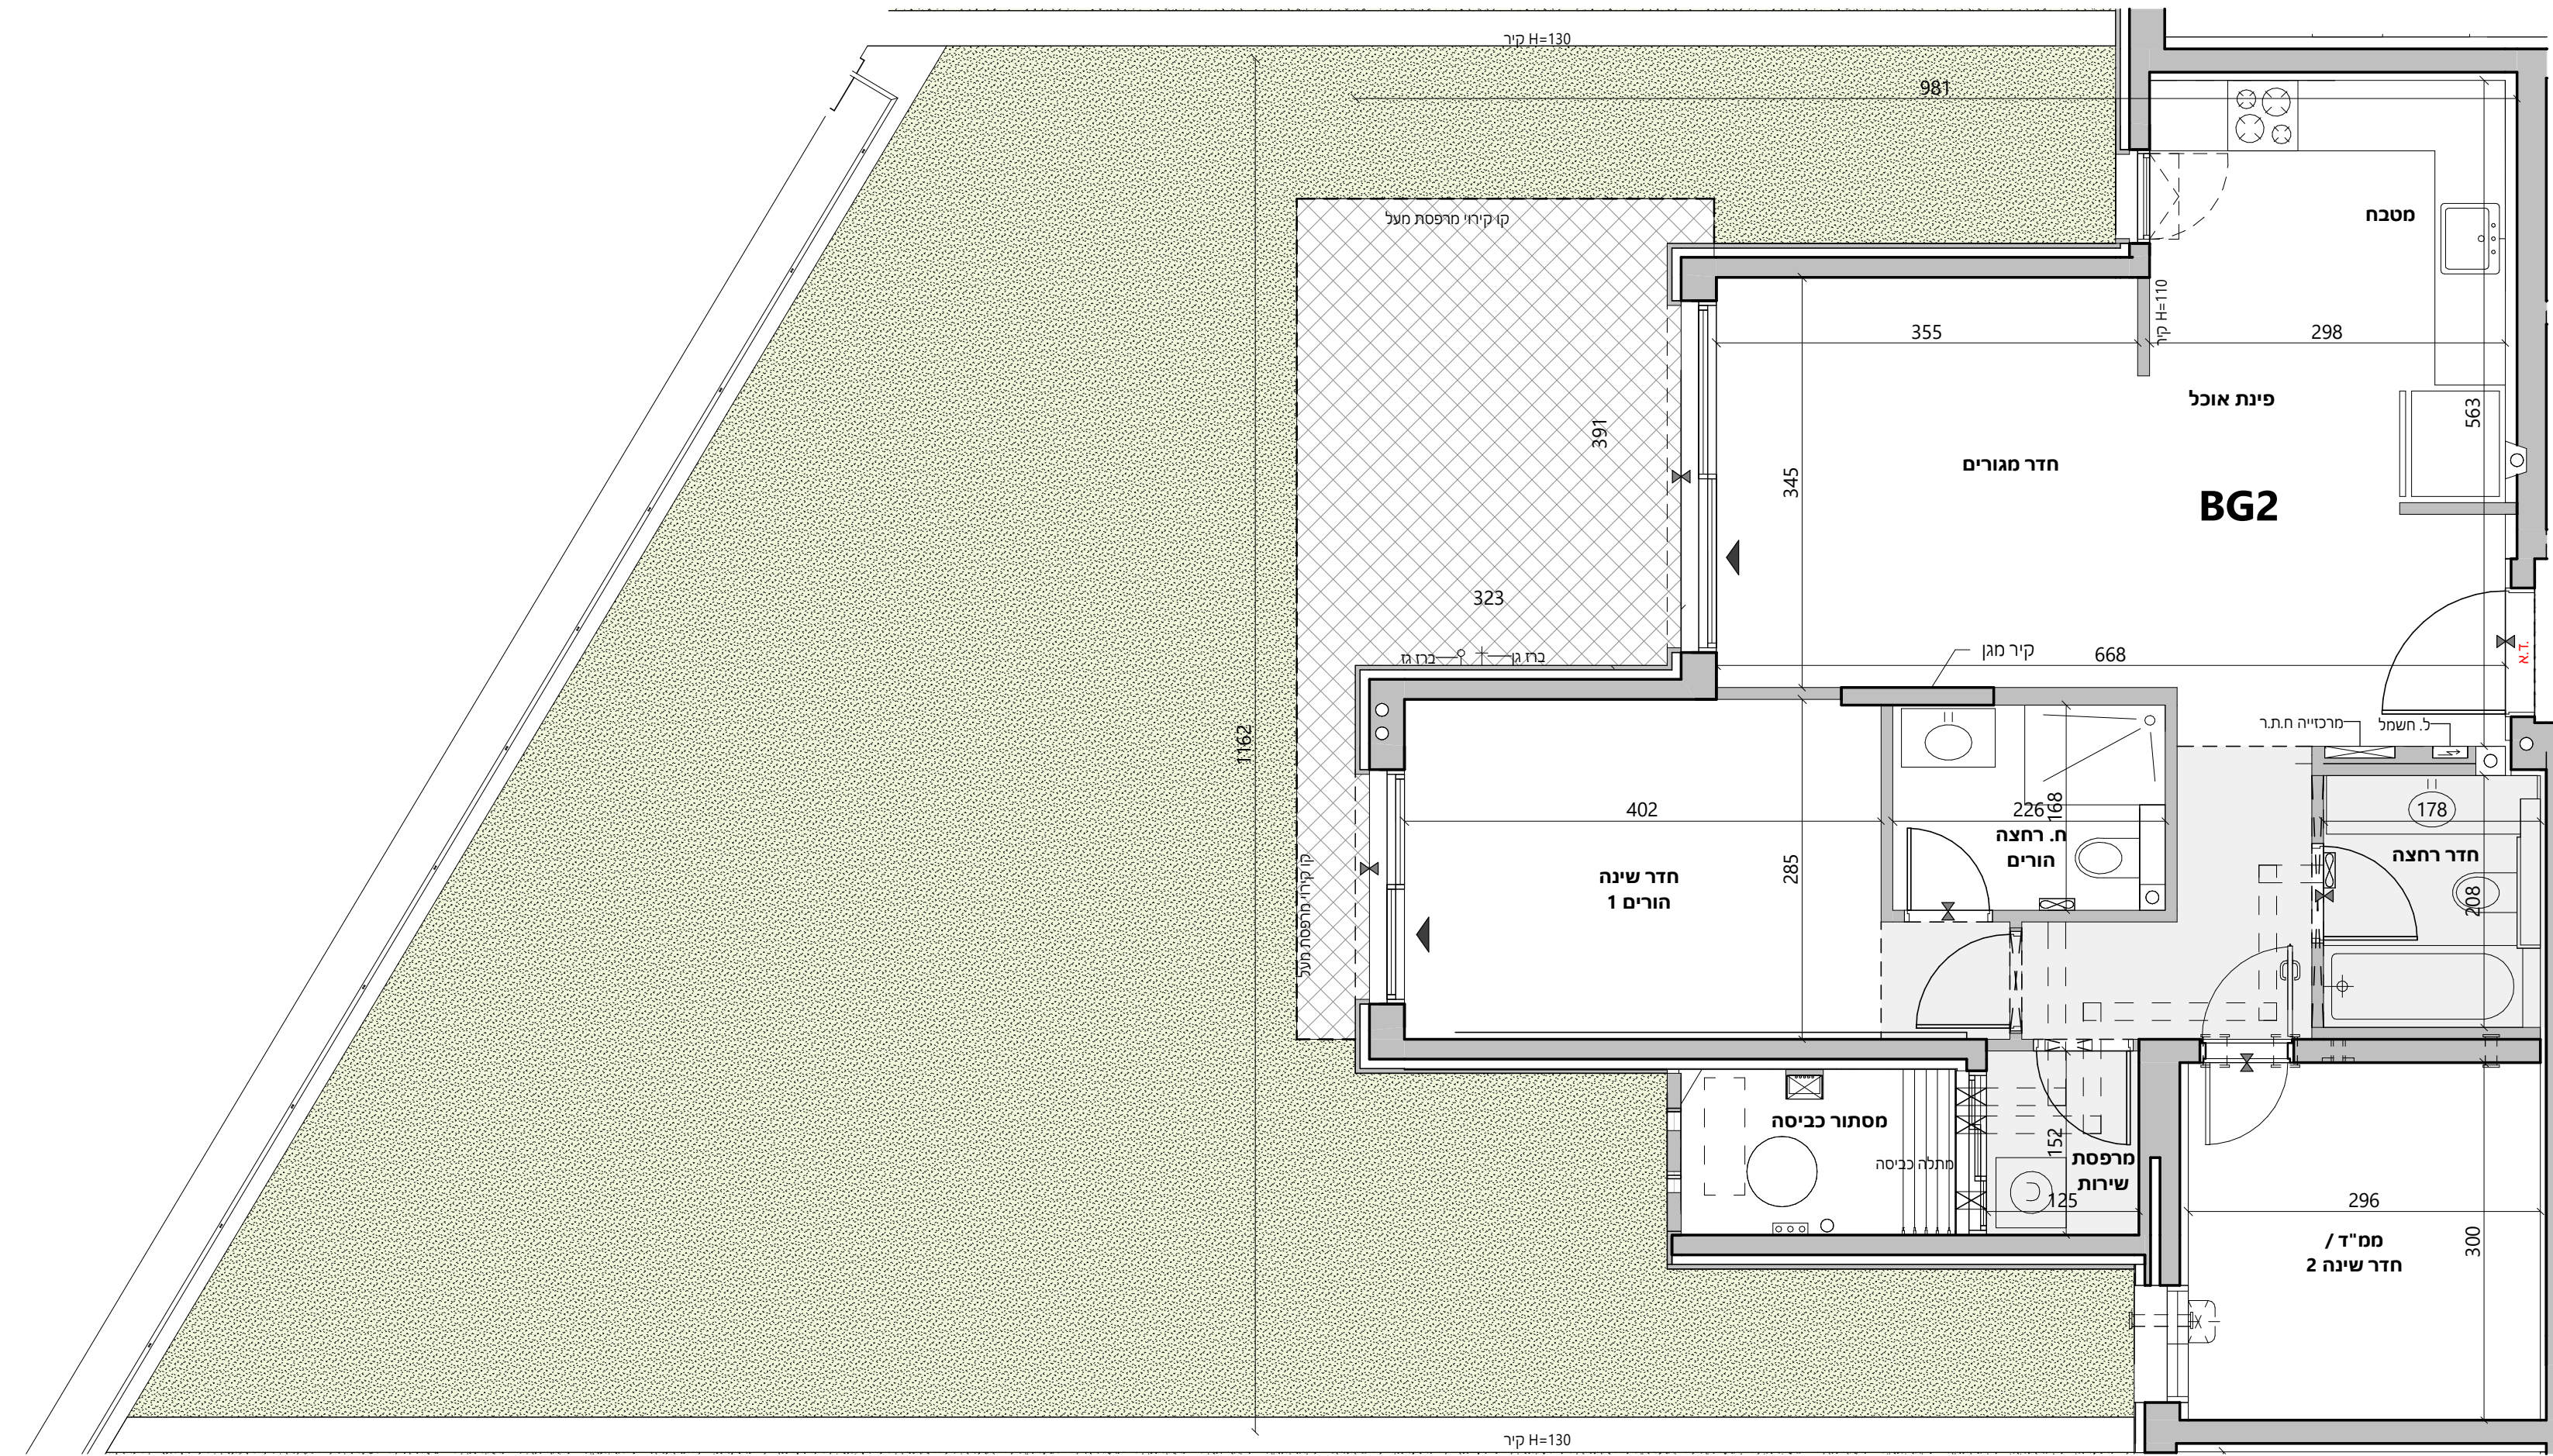 קיר H=130
981
קו קירוי מרפסת מעל
מטבח
קיר H=110
355
298
פינת אוכל
563
391
345
חדר מגורים
BG2
323
ברז גז
ברז גן
קיר מגן
668
א.ד.
מרכזייה ח.ת.ר
ל. חשמל
1162
402
226
168
178
ח. רחצה
הורים
חדר רחצה
285
208
חדר שינה
הורים 1
קו קירוי מרפסת מעל
מסתור כביסה
מתלה כביסה
152
מרפסת
שירות
125
296
ממ"ד /
חדר שינה 2
300
קיר H=130